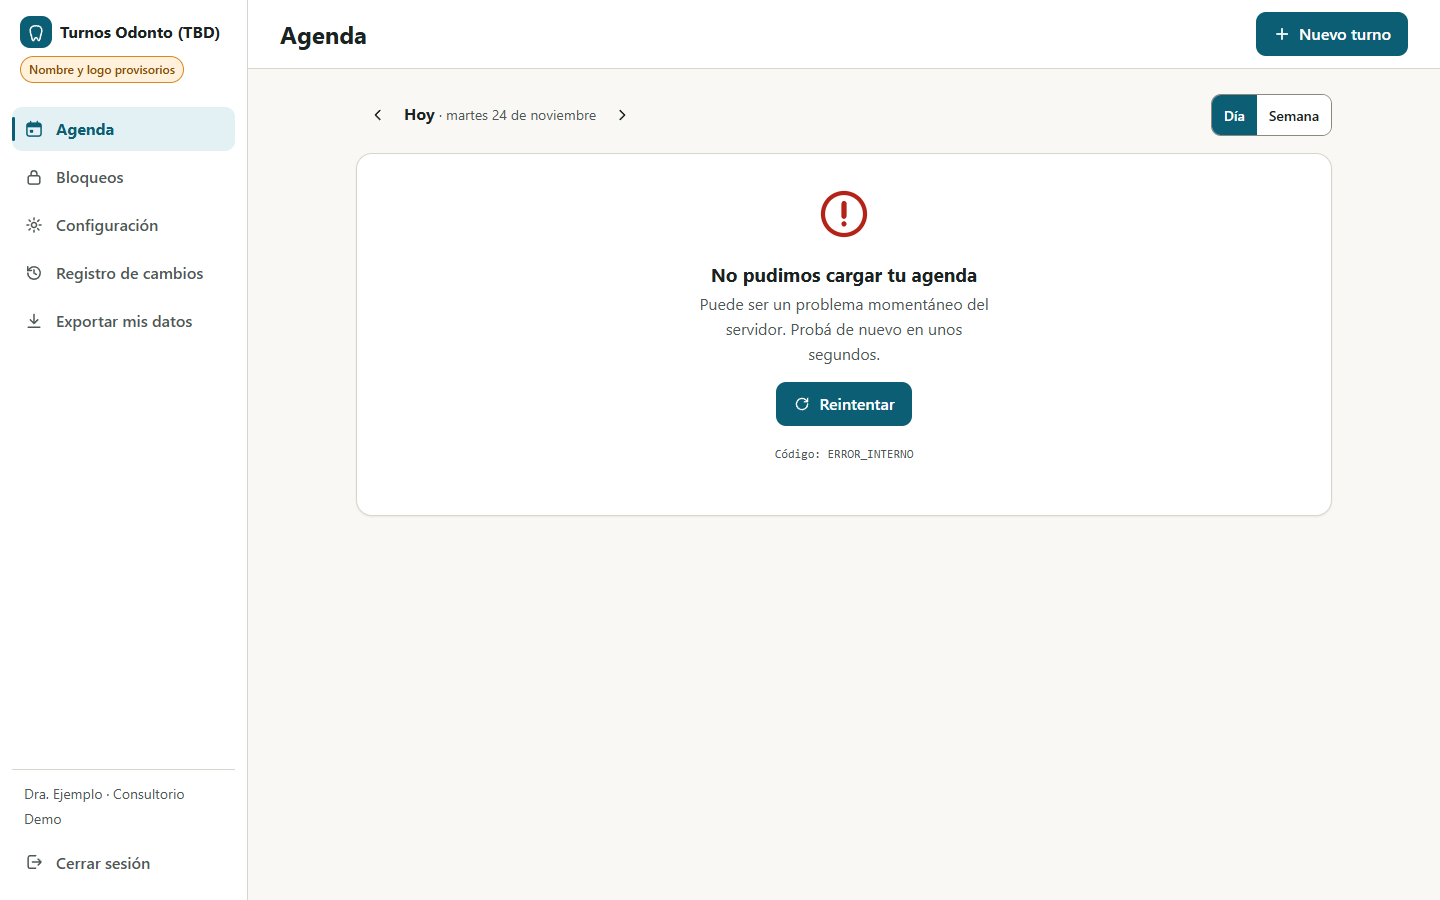 Turnos Odonto (TBD)
Nombre y logo provisorios
Agenda
Bloqueos
Configuración
Registro de cambios
Exportar mis datos
Dra. Ejemplo · Consultorio
Demo
Cerrar sesión
Agenda
Nuevo turno
Hoy · martes 24 de noviembre
Día
Semana
No pudimos cargar tu agenda
Puede ser un problema momentáneo del
servidor. Probá de nuevo en unos
segundos.
Reintentar
Código: ERROR_INTERNO